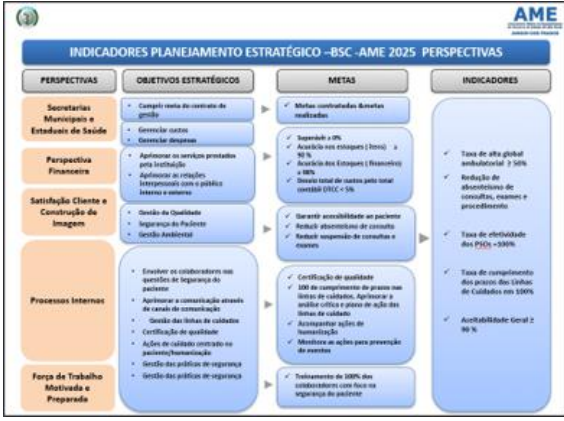 AME
INDICADORES PLANEJAMENTO ESTRATÉGICO –BSC -AME 2025 PERSPECTIVAS
PERSPECTIVAS
OBJETIVOS ESTRATÉGICOS
METAS
INDICADORES
Secretarias
Municipais e
Estaduais de Saúde
Perspectiva
Financeira
Satisfação Cliente e
Construção de
Imagem
Processos Internos
Força de Trabalho
Motivada e
Preparada
Cumprir meta do contrato de
gestão
Gerenciar custos
Gerenciar despesas
Aprimorar os serviços prestados
pela instituição
Aprimorar as relações
interpessoais com o público
interno e externo
Gestão da Qualidade
Segurança do Paciente
Gestão Ambiental
Envolver os colaboradores nas
questões de segurança do
paciente
Aprimorar a comunicação através
de canais de comunicação
Gestão das linhas de cuidados
Certificação de qualidade
Ações de cuidado centrado no
paciente/humanização
Gestão das práticas de segurança
Gestão das práticas de segurança
Metas contratadas &metas
realizadas
Superávit ≥ 0%
Acurácia nos estoques ( itens) ≥
90 %
Acurácia dos Estoques ( financeiro)
≥ 98%
Desvio total de custos pelo total
contábil DTCC < 5%
Garantir acessibilidade ao paciente
Reduzir absenteísmo de consulta
Reduzir suspensão de consultas e
exames
Certificação de qualidade
100 de cumprimento de prazos nas
linhas de cuidados. Aprimorar a
análise crítica e plano de ação das
linhas de cuidado
Acompanhar ações de
humanização
Monitora as ações para prevenção
de eventos
Treinamento de 100% dos
colaboradores com foco na
segurança do paciente
Taxa de alta global
ambulatorial ≥ 50%
Redução de
absenteísmo de
consultas, exames e
procedimento
Taxa de efetividade
dos PSOs =100%
Taxa de cumprimento
dos prazos das Linhas
de Cuidados em 100%
Aceitabilidade Geral ≥
90 %